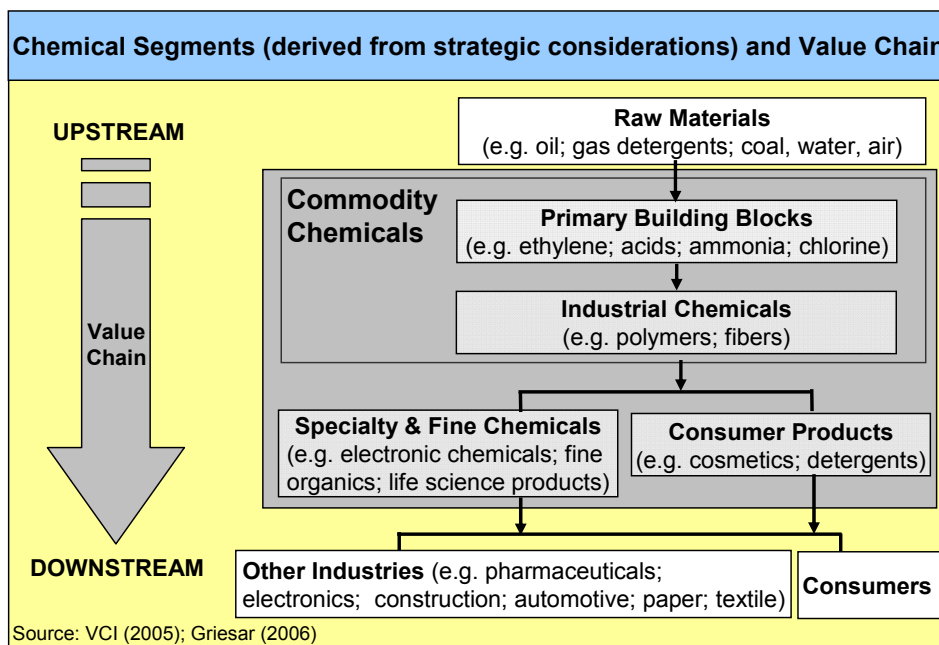 Chemical Segments (derived from strategic considerations) and Value Chain
UPSTREAM
Raw Materials
(e.g. oil; gas detergents; coal, water, air)
Commodity
Chemicals
Primary Building Blocks
(e.g. ethylene; acids; ammonia; chlorine)
Industrial Chemicals
(e.g. polymers; fibers)
Value
Chain
Specialty & Fine Chemicals
(e.g. electronic chemicals; fine
organics; life science products)
Consumer Products
(e.g. cosmetics; detergents)
DOWNSTREAM
Other Industries (e.g. pharmaceuticals;
electronics; construction; automotive; paper; textile)
Consumers
Source: VCI (2005); Griesar (2006)